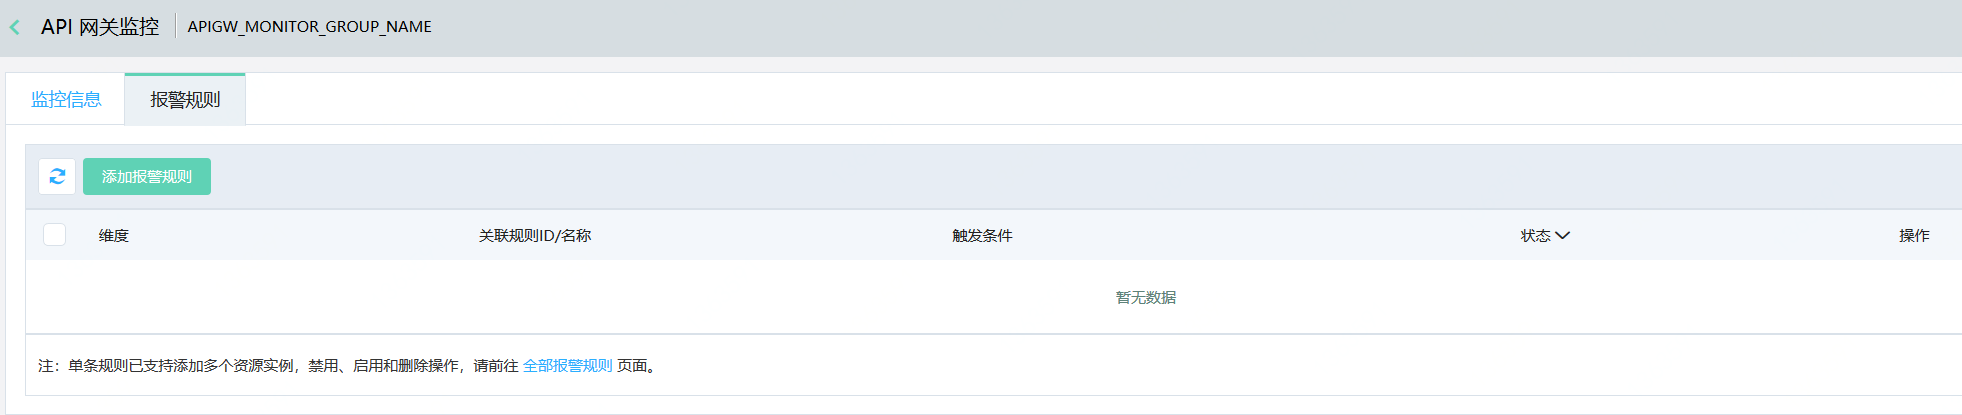 API 网关监控 APIGW_MONITOR_GROUP_NAME
监控信息 报警规则
添加报警规则
维度 关联规则ID/名称 触发条件 状态 操作
暂无数据
注：单条规则已支持添加多个资源实例，禁用、启用和删除操作，请前往 全部报警规则 页面。